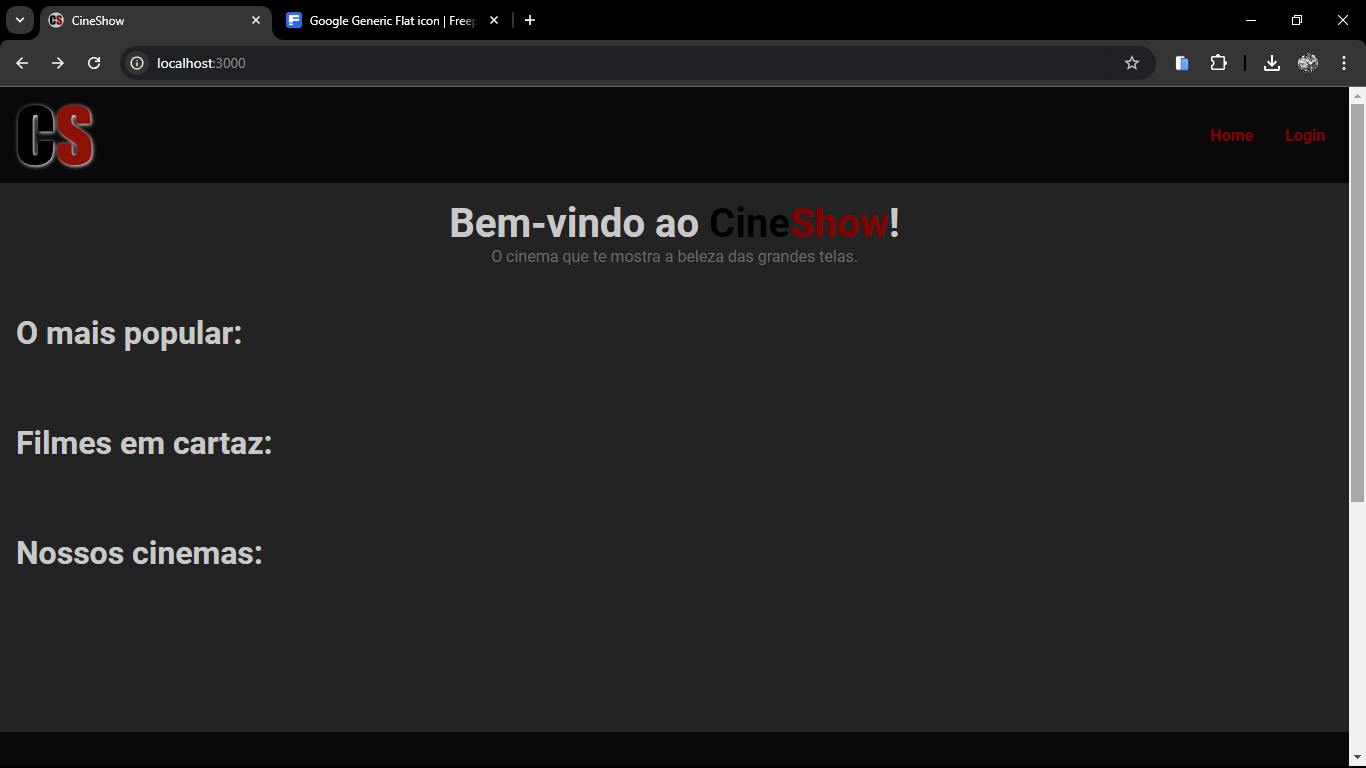 CineShow
Google Generic Flat icon | Freep
localhost:3000
CS
Home
Login
Bem-vindo ao CineShow!
O cinema que te mostra a beleza das grandes telas.
O mais popular:
Filmes em cartaz:
Nossos cinemas: